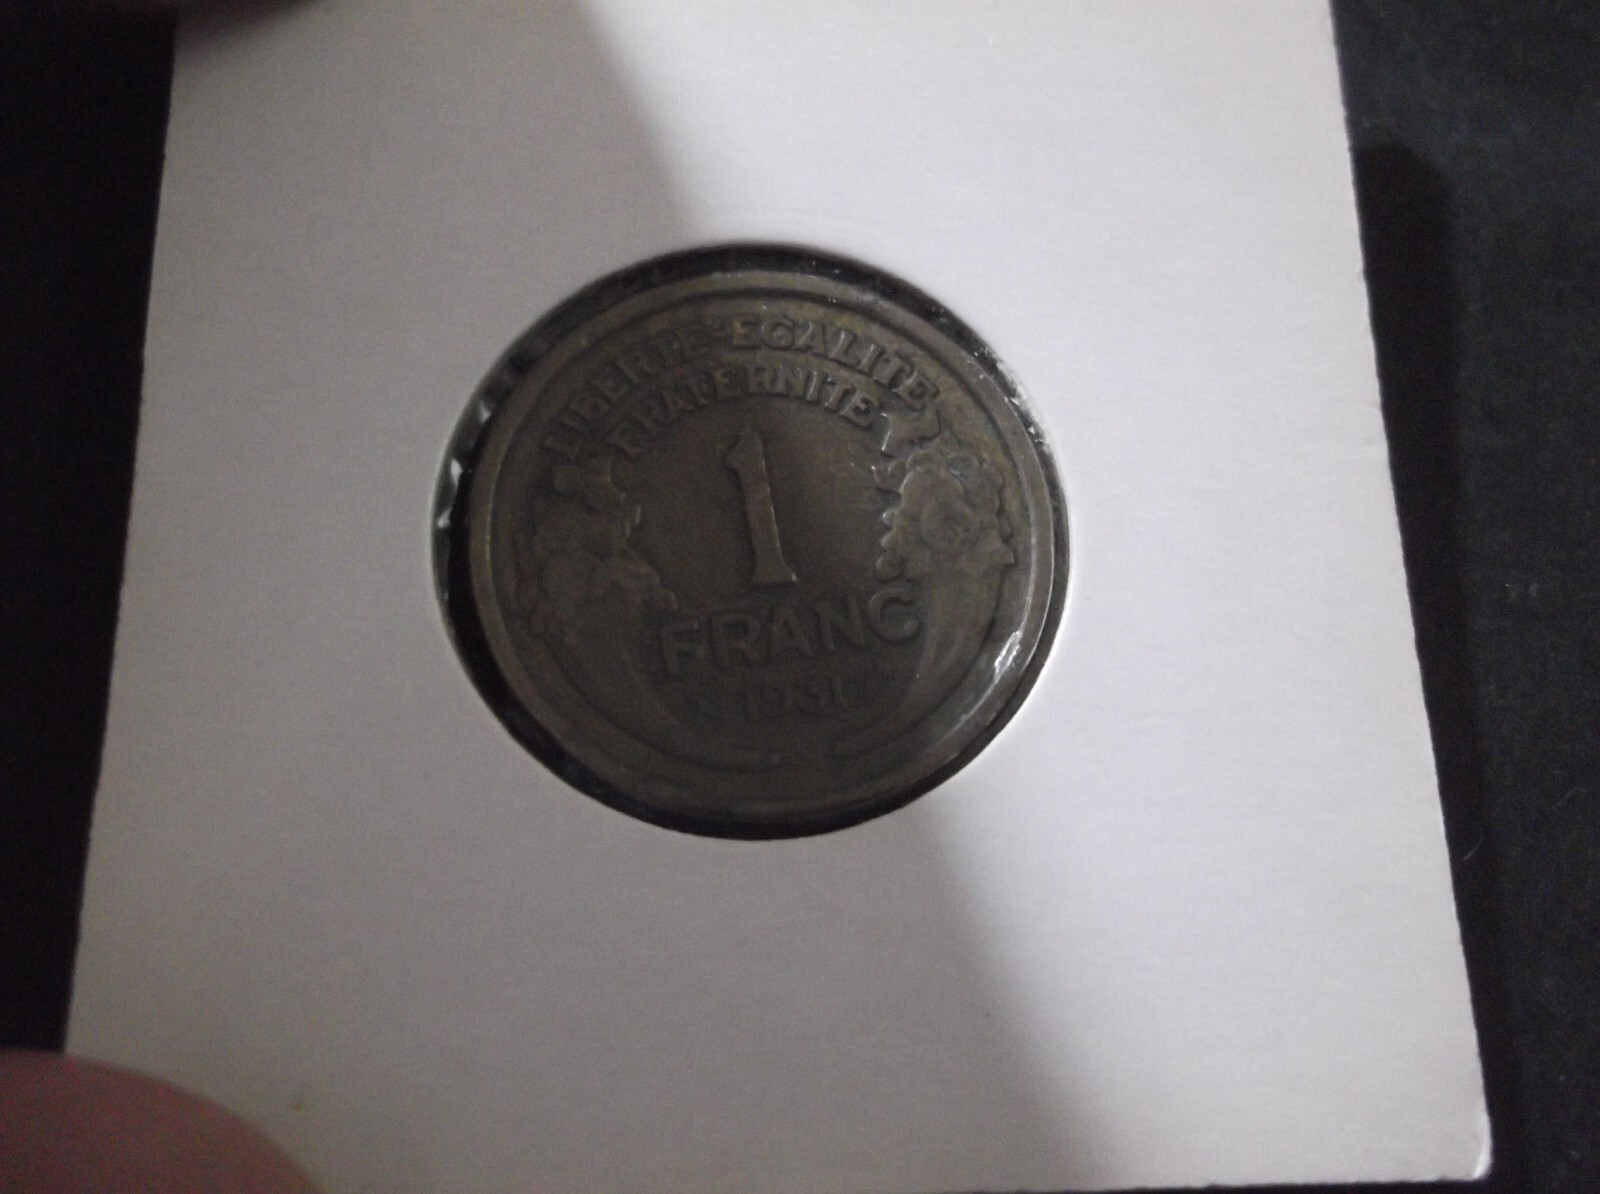 LIBERTE-EGALITE
FRATERNITE
1
FRANC
1931